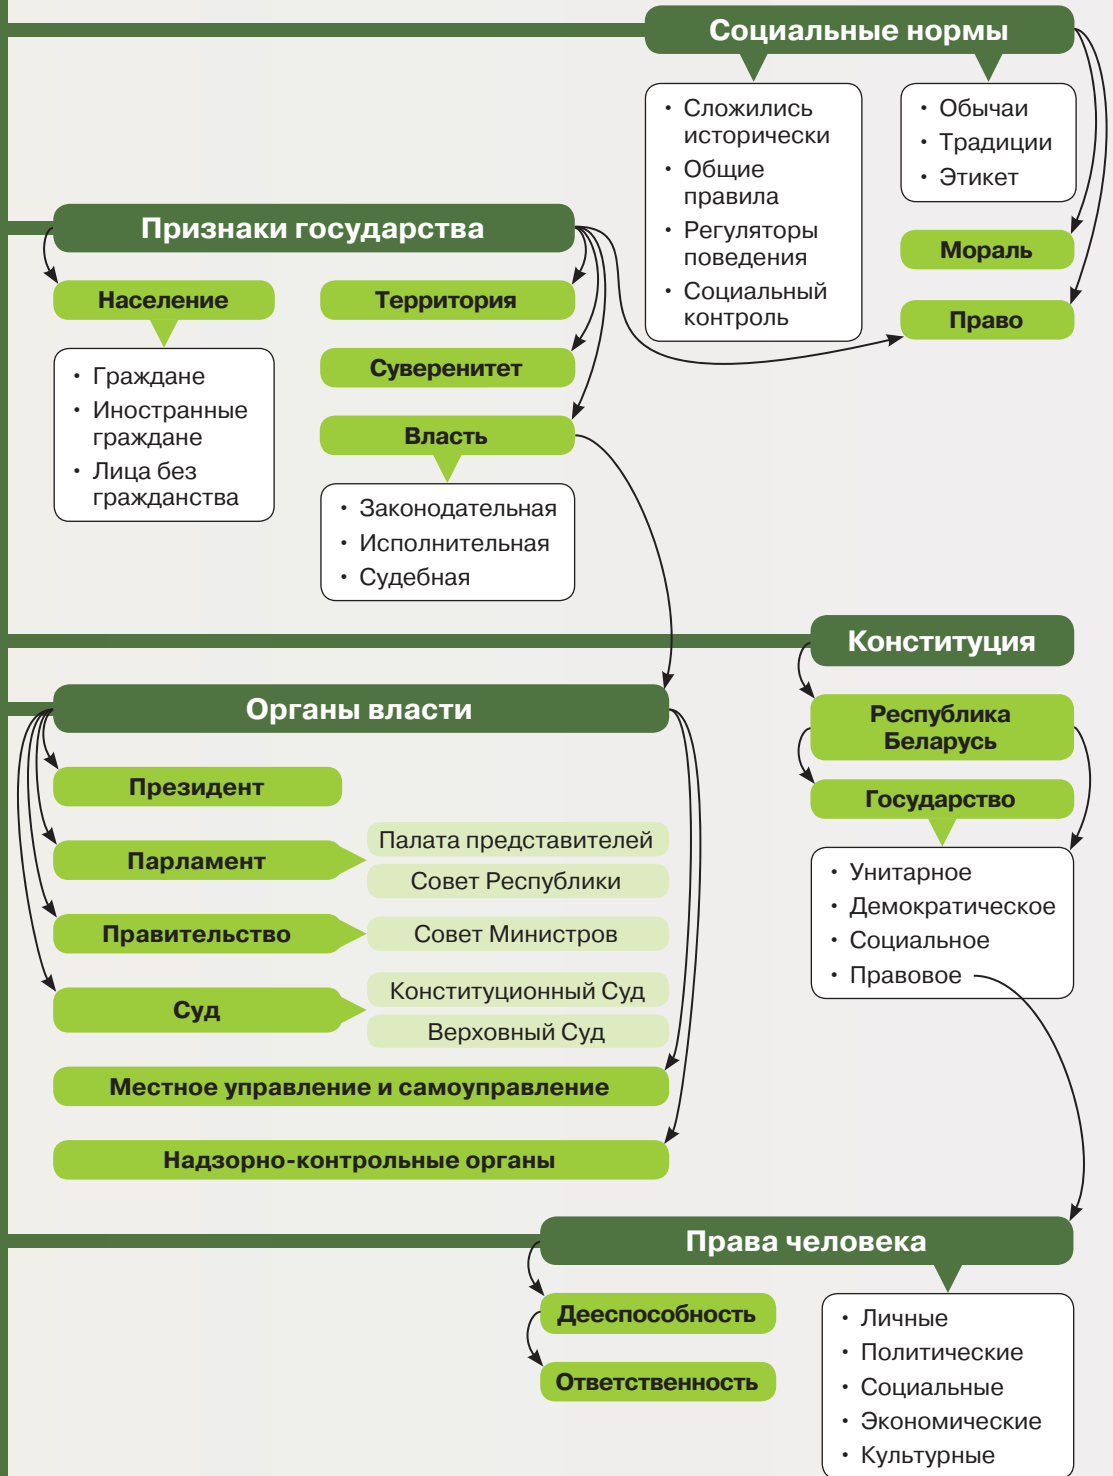 Социальные нормы
• Сложились
исторически
• Общие
правила
• Регуляторы
поведения
• Социальный
контроль
• Обычаи
• Традиции
• Этикет
Мораль
Право
Признаки государства
Население
• Граждане
• Иностранные
граждане
• Лица без
гражданства
Территория
Суверенитет
Власть
• Законодательная
• Исполнительная
• Судебная
Конституция
Республика
Беларусь
Государство
• Унитарное
• Демократическое
• Социальное
• Правовое
Органы власти
Президент
Парламент
Палата представителей
Совет Республики
Правительство
Совет Министров
Суд
Конституционный Суд
Верховный Суд
Местное управление и самоуправление
Надзорно-контрольные органы
Права человека
Дееспособность
Ответственность
• Личные
• Политические
• Социальные
• Экономические
• Культурные